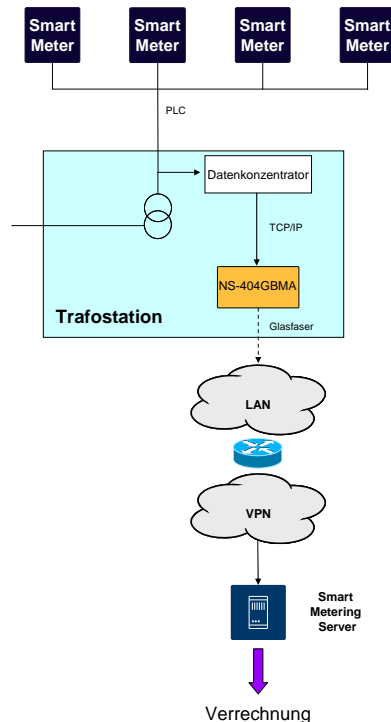 Smart
Meter
Smart
Meter
Smart
Meter
Smart
Meter
PLC
Datenkonzentrator
TCP/IP
NS-404GBMA
Trafostation
Glasfaser
LAN
VPN
Smart
Metering
Server
Verrechnung